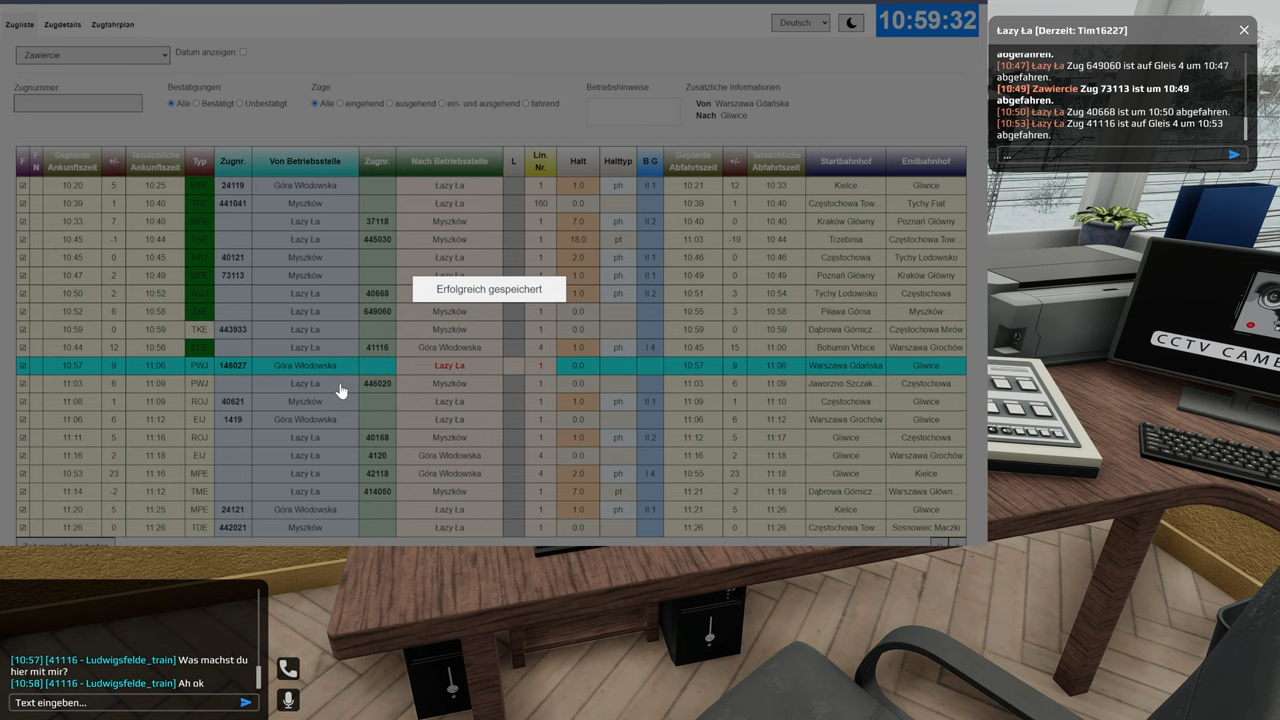 Zugliste Zugdetails Zugfahrplan
Deutsch
10:59:32
Zawiercie
Datum anzeigen:
Zugnummer:
Bestätigungen:
Alle Bestätigt Unbestätigt
Züge:
Alle eingehend ausgehend ein- und ausgehend fahrend
Betriebshinweise
Zusätzliche Informationen
Von Warszawa Gdańska
Nach Gliwice
F F N Geplante Ankunftszeit +/- Tatsächliche Ankunftszeit Typ Zugnr. Von Betriebsstelle Zugnr. Nach Betriebsstelle L Lin. Nr. Halt Halttyp B G Geplante Abfahrtszeit +/- Tatsächliche Abfahrtszeit Startbahnhof Endbahnhof
10:20 5 10:25 MPE 24119 Góra Włodowska Łazy Ła 1 1.0 ph II 1 10:21 12 10:33 Kielce Gliwice
10:39 1 10:40 TRE 441041 Myszków Łazy Ła 160 0.0 10:39 1 10:40 Częstochowa Tow... Tychy Fiat
10:33 7 10:40 MPE Łazy Ła 37118 Myszków 1 7.0 ph II 2 10:40 0 10:40 Kraków Główny Poznań Główny
10:45 -1 10:44 TSE Łazy Ła 445030 Myszków 1 18.0 pt 11:03 -19 10:44 Trzebinia Częstochowa Tow...
10:45 0 10:45 RBJ 40121 Myszków Łazy Ła 1 2.0 ph II 1 10:46 0 10:46 Częstochowa Tychy Lodowisko
10:47 2 10:49 MPE 73113 Myszków Łazy Ła 1 1.0 ph II 1 10:49 0 10:49 Poznań Główny Kraków Główny
10:50 2 10:52 ROJ Łazy Ła 40668 Myszków 1 1.0 ph II 2 10:51 3 10:54 Tychy Lodowisko Częstochowa
10:52 6 10:58 ZXE Łazy Ła 649060 Myszków 1 0.0 10:55 3 10:58 Pilawa Górna Myszków
10:59 0 10:59 TKE 443933 Myszków Łazy Ła 1 0.0 10:59 0 10:59 Dąbrowa Górnicz... Częstochowa Mirów
10:44 12 10:56 ECE Łazy Ła 41116 Góra Włodowska 4 1.0 ph I 4 10:45 15 11:00 Bohumin Vrbice Warszawa Grochów
10:57 9 11:06 PWJ 146027 Góra Włodowska Łazy Ła 1 0.0 10:57 9 11:06 Warszawa Gdańska Gliwice
11:03 6 11:09 PWJ Łazy Ła 446020 Myszków 1 0.0 11:03 6 11:09 Jaworzno Szczak... Częstochowa
11:08 1 11:09 ROJ 40621 Myszków Łazy Ła 1 1.0 ph II 1 11:09 1 11:10 Częstochowa Gliwice
11:06 6 11:12 EIJ 1419 Góra Włodowska Łazy Ła 1 0.0 11:06 6 11:12 Warszawa Grochów Gliwice
11:11 5 11:16 ROJ Łazy Ła 40168 Myszków 1 1.0 ph II 2 11:12 5 11:17 Gliwice Częstochowa
11:16 2 11:18 EIJ Łazy Ła 4120 Góra Włodowska 4 0.0 11:16 2 11:18 Gliwice Warszawa Grochów
10:53 23 11:16 MPE Łazy Ła 42118 Góra Włodowska 4 2.0 ph I 4 10:55 23 11:18 Gliwice Kielce
11:14 -2 11:12 TME Łazy Ła 414050 Myszków 1 7.0 pt 11:21 -2 11:19 Dąbrowa Górnicz... Warszawa Główn...
11:20 5 11:25 MPE 24121 Góra Włodowska Łazy Ła 1 1.0 ph II 1 11:21 5 11:26 Kielce Gliwice
11:26 0 11:26 TDE 442021 Myszków Łazy Ła 1 0.0 11:26 0 11:26 Częstochowa Tow... Sosnowiec Maczki
Erfolgreich gespeichert
Łazy Ła [Derzeit: Tim16227]
abgefahren.
[10:47] Łazy Ła Zug 649060 ist auf Gleis 4 um 10:47
abgefahren.
[10:49] Zawiercie Zug 73113 ist um 10:49
abgefahren.
[10:50] Łazy Ła Zug 40668 ist um 10:50 abgefahren.
[10:53] Łazy Ła Zug 41116 ist auf Gleis 4 um 10:53
abgefahren.
...
CCTV CAME
[10:57] [41116 - Ludwigsfelde_train] Was machst du
hier mit mir?
[10:58] [41116 - Ludwigsfelde_train] Ah ok
Text eingeben...